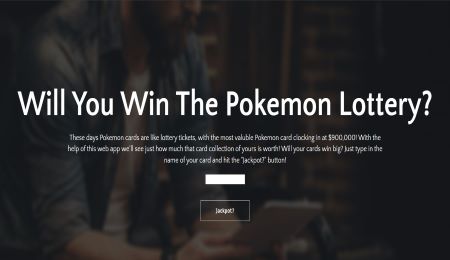 Will You Win The Pokemon Lottery?
These days Pokemon cards are like lottery tickets, with the most valuble Pokemon card clocking in at $900,000! With the
help of this web app we'll see just how much that card collection of yours is worth! Will your cards win big? Just type in the
name of your card and hit the "Jackpot?" button!
Jackpot?